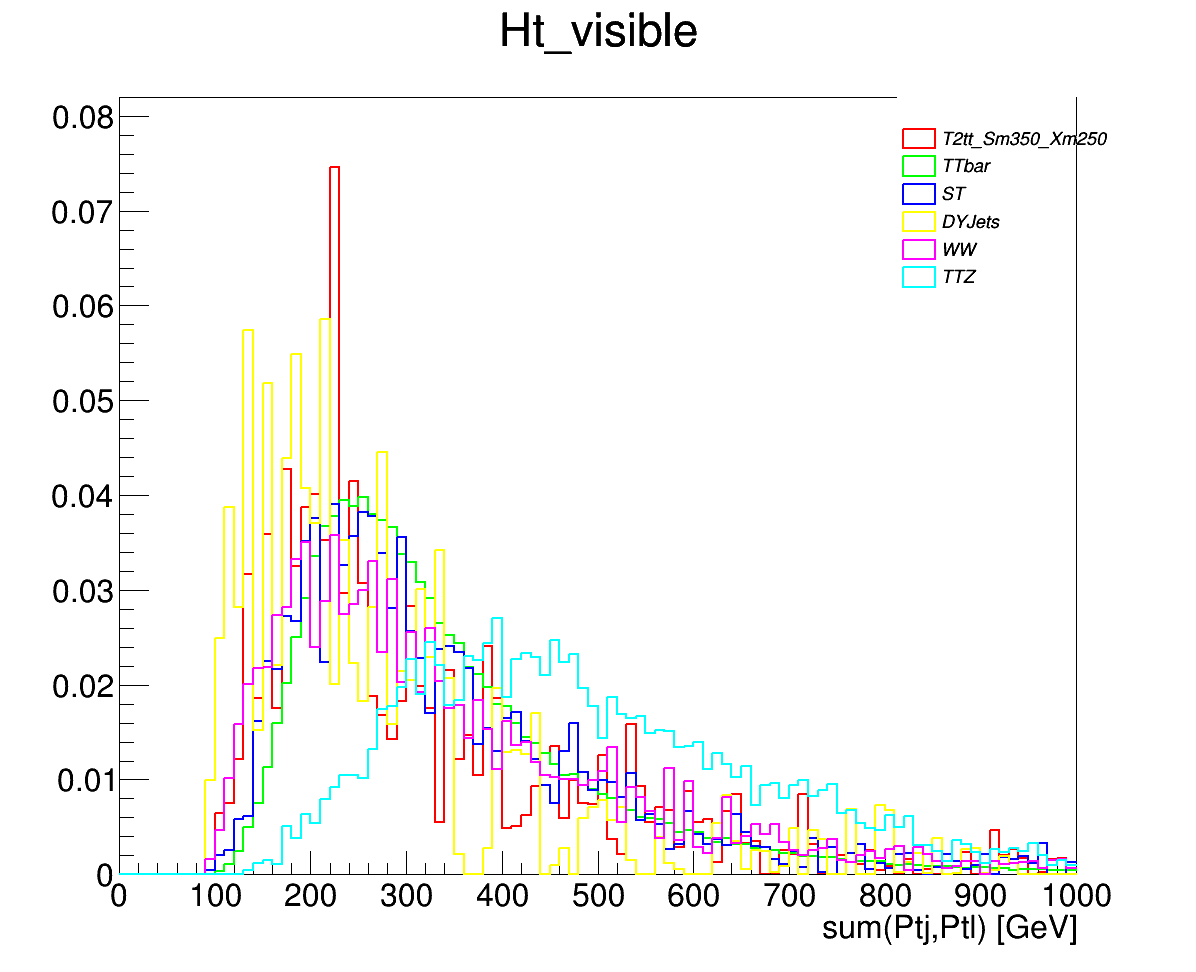 Ht_visible
0.08
0.07
0.06
0.05
0.04
0.03
0.02
0.01
0
T2tt_Sm350_Xm250
TTbar
ST
DYJets
WW
TTZ
0 100 200 300 400 500 600 700 800 900 1000
sum(Ptj,Ptl) [GeV]